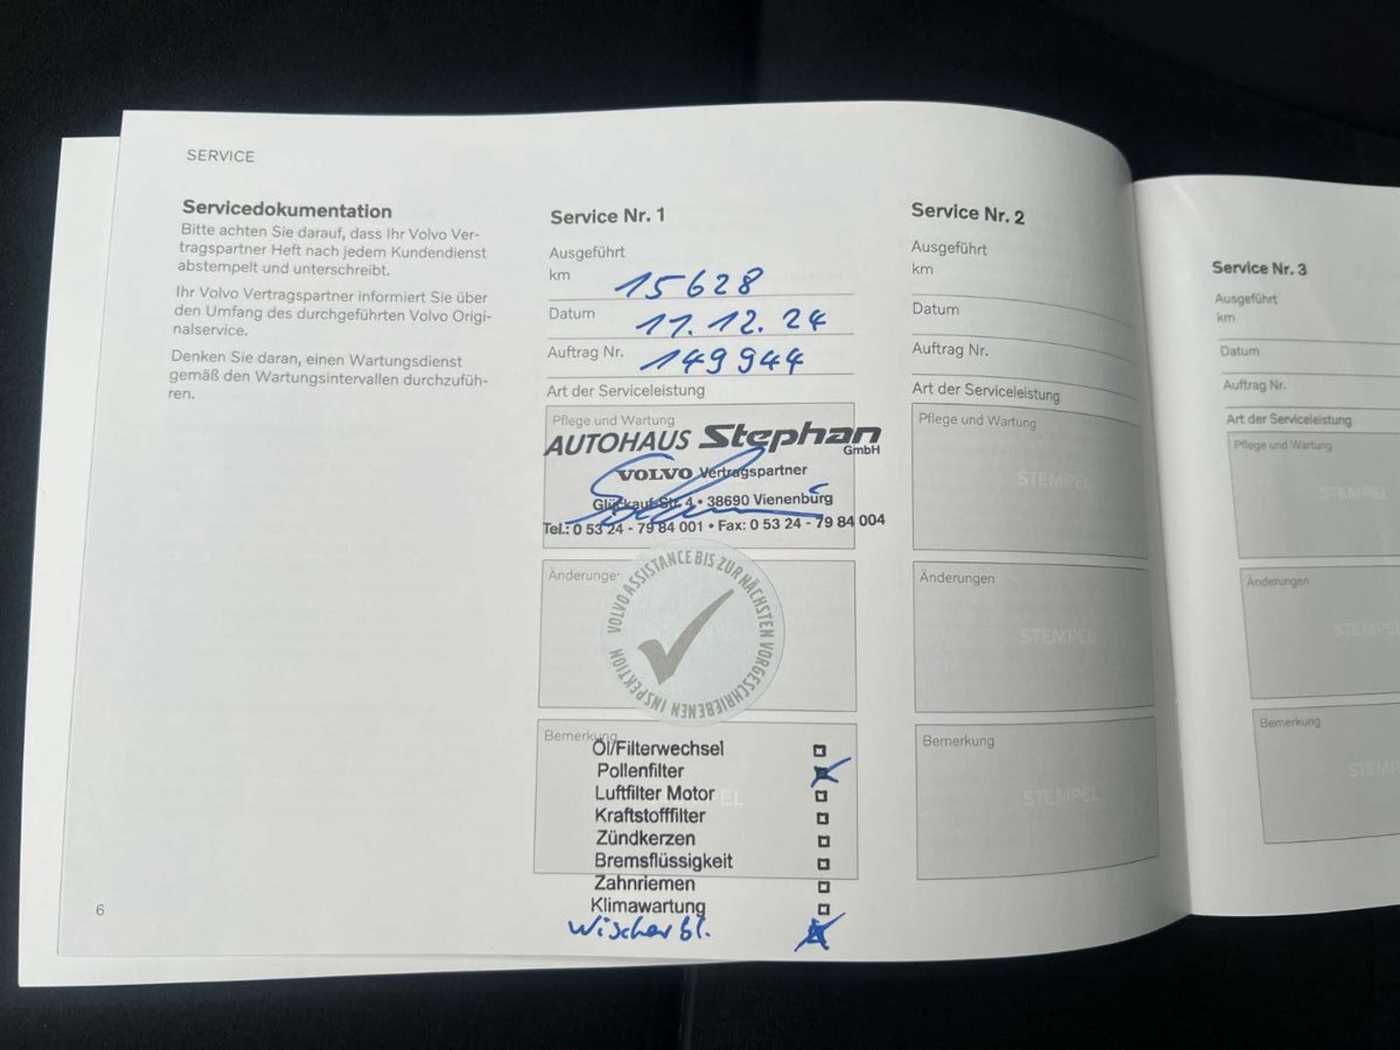 SERVICE
Servicedokumentation
Bitte achten Sie darauf, dass Ihr Volvo Ver-
tragspartner Heft nach jedem Kundendienst
abstempelt und unterschreibt.
Ihr Volvo Vertragspartner informiert Sie über
den Umfang des durchgeführten Volvo Origi-
nalservice.
Denken Sie daran, einen Wartungsdienst
gemäß den Wartungsintervallen durchzufüh-
ren.
6
Service Nr. 1
Ausgeführt
km 15628
Datum 11.12.24
Auftrag Nr. 149944
Art der Serviceleistung
Pflege und Wartung
AUTOHAUS Stephan
GmbH
VOLVO Vertragspartner
Glückauf-Str. 4 • 38690 Vienenburg
Tel.: 0 53 24 - 79 84 001 • Fax: 0 53 24 - 79 84 004
Änderungen
VOLVO ASSISTANCE BIS ZUR NÄCHSTEN VORGESCHRIEBENEN INSPEKTION
Bemerkung
Öl/Filterwechsel
Pollenfilter
Luftfilter Motor
Kraftstofffilter
Zündkerzen
Bremsflüssigkeit
Zahnriemen
Klimawartung
Wischerbl.
Service Nr. 2
Ausgeführt
km
Datum
Auftrag Nr.
Art der Serviceleistung
Pflege und Wartung
STEMPEL
Änderungen
STEMPEL
Bemerkung
STEMPEL
Service Nr. 3
Ausgeführt
km
Datum
Auftrag Nr.
Art der Serviceleistung
Pflege und Wartung
STEMPEL
Änderungen
STEMPE
Bemerkung
STEMP